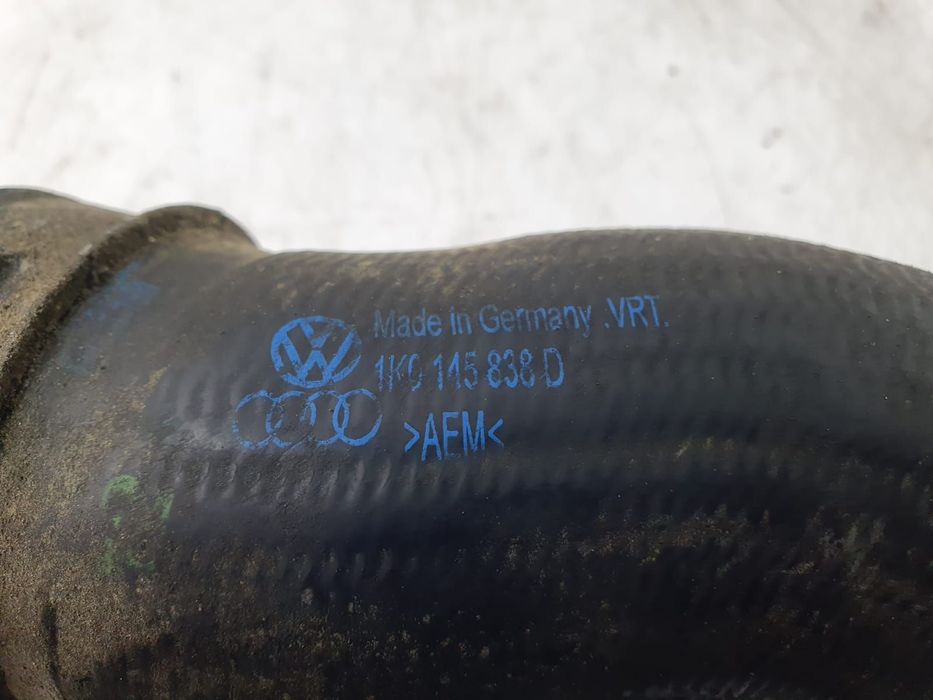 Made in Germany .VRT.
1K0 145 838 D
>AEM<